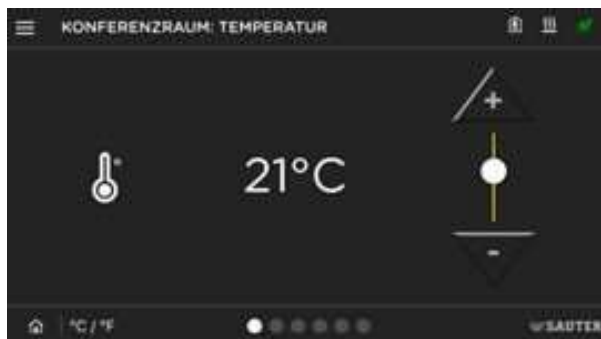 KONFERENZRAUM: TEMPERATUR
+
21°C
-
°C / °F
SAUTER